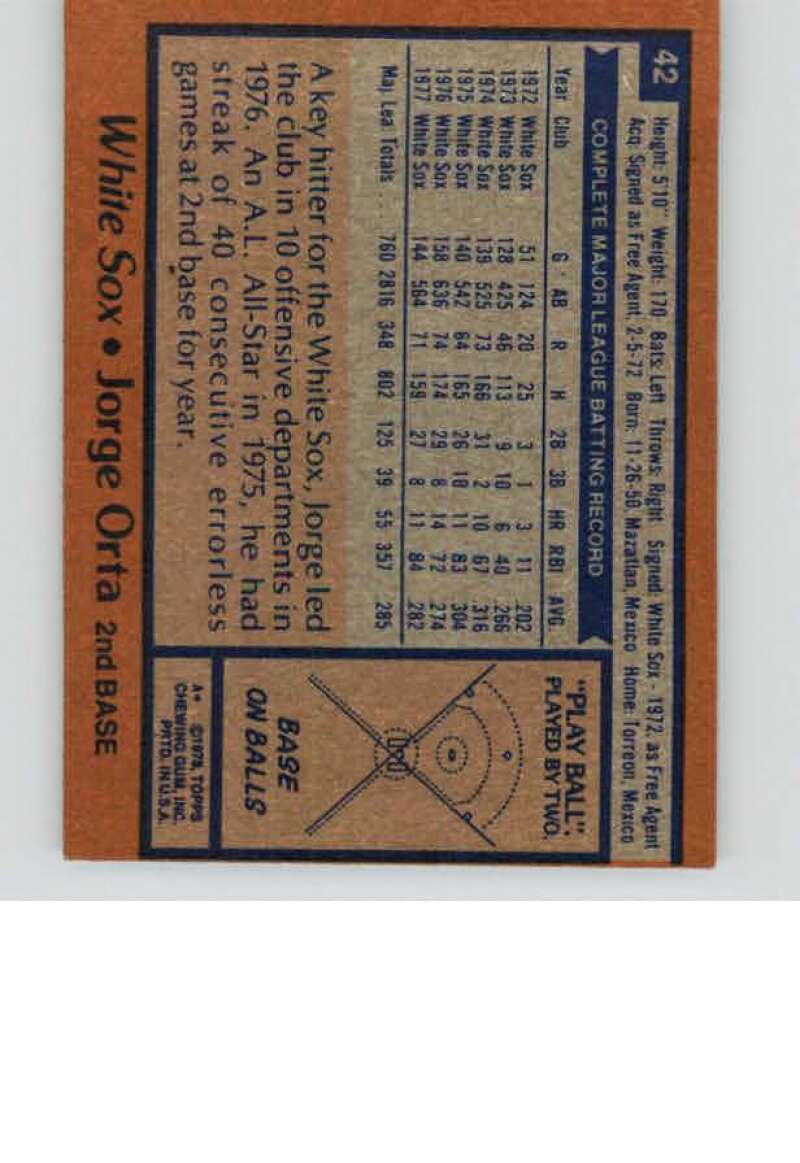 42
Height: 5'10" Weight: 170 Bats: Left Throws: Right Signed: White Sox - 1972, as Free Agent
Acq: Signed as Free Agent, 2-5-72 Born: 11-26-50, Mazatlan, Mexico Home: Torreon, Mexico
COMPLETE MAJOR LEAGUE BATTING RECORD
Year Club G AB R H 2B 3B HR RBI AVG.
1972 White Sox 51 124 20 25 3 1 3 11 .202
1973 White Sox 128 425 46 113 9 10 6 40 .266
1974 White Sox 139 525 73 166 31 2 10 67 .316
1975 White Sox 140 542 64 165 26 10 11 83 .304
1976 White Sox 158 636 74 174 29 8 14 72 .274
1977 White Sox 144 564 71 159 27 8 11 84 .282
Maj. Lea. Totals . . . 760 2816 348 802 125 39 55 357 .285
A key hitter for the White Sox, Jorge led
the club in 10 offensive departments in
1976. An A.L. All-Star in 1975, he had
streak of 40 consecutive errorless
games at 2nd base for year.
"PLAY BALL":
PLAYED BY TWO.
BASE
ON BALLS
A* ©1978, TOPPS
CHEWING GUM, INC.
PRTD. IN U.S.A.
White Sox • Jorge Orta 2nd BASE